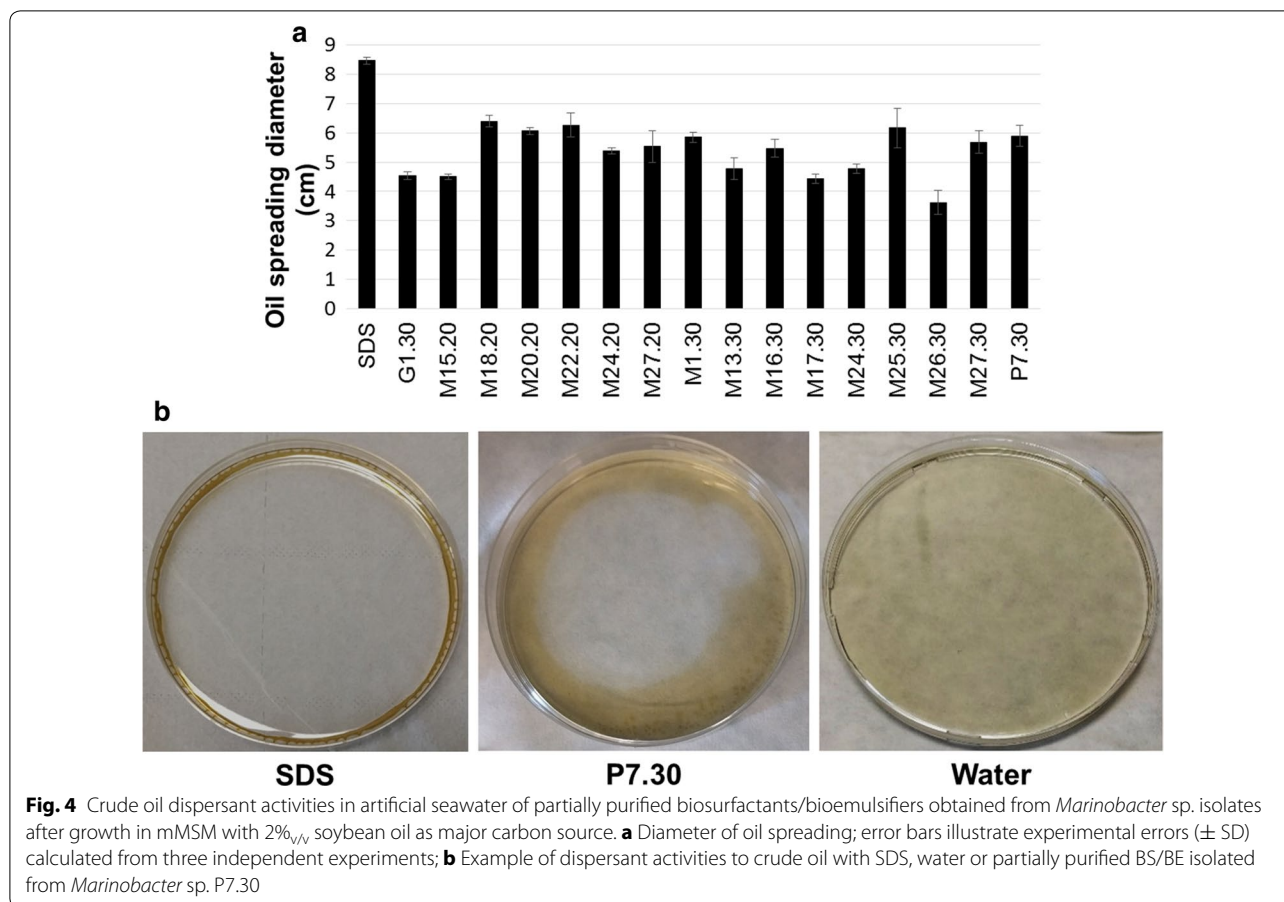 a
9
8
7
6
5
4
3
2
1
0
Oil spreading diameter
(cm)
SDS
G1.30
M15.20
M18.20
M20.20
M22.20
M24.20
M27.20
M1.30
M13.30
M16.30
M17.30
M24.30
M25.30
M26.30
M27.30
P7.30
b
SDS P7.30 Water
Fig. 4 Crude oil dispersant activities in artificial seawater of partially purified biosurfactants/bioemulsifiers obtained from Marinobacter sp. isolates
after growth in mMSM with 2%v/v soybean oil as major carbon source. a Diameter of oil spreading; error bars illustrate experimental errors (± SD)
calculated from three independent experiments; b Example of dispersant activities to crude oil with SDS, water or partially purified BS/BE isolated
from Marinobacter sp. P7.30